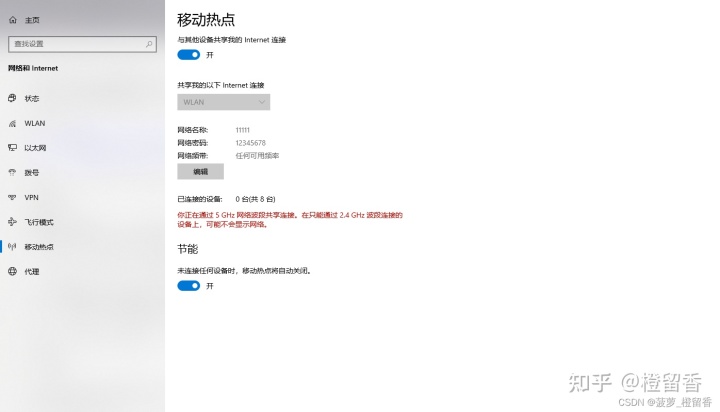 主页
查找设置
网络和 Internet
状态
WLAN
以太网
拨号
VPN
飞行模式
移动热点
代理
移动热点
与其他设备共享我的 Internet 连接
开
共享我的以下 Internet 连接
WLAN
网络名称: 11111
网络密码: 12345678
网络频带: 任何可用频率
编辑
已连接的设备: 0 台(共 8 台)
你正在通过 5 GHz 网络波段共享连接。在只能通过 2.4 GHz 波段连接的
设备上，可能不会显示网络。
节能
未连接任何设备时，移动热点将自动关闭。
开
知乎 @橙留香
CSDN @菠萝_橙留香